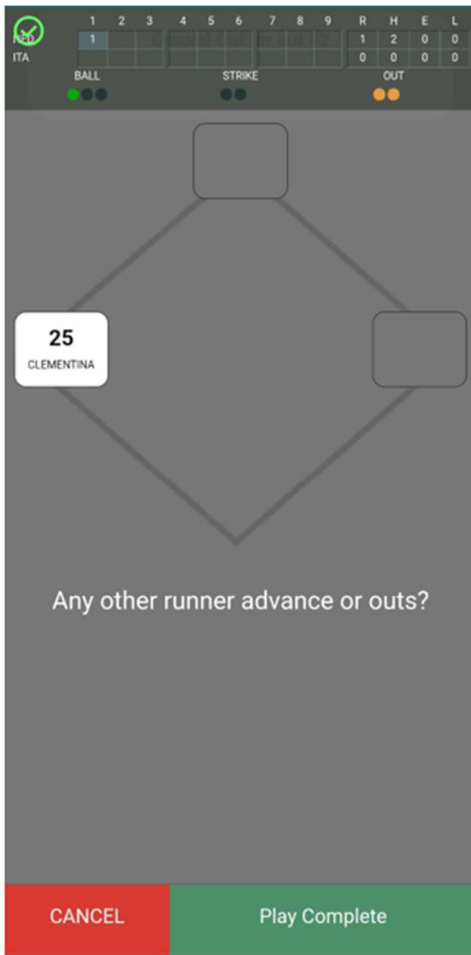 1 2 3 4 5 6 7 8 9 R H E L
1 1 2 0 0
ITA 0 0 0 0
BALL STRIKE OUT
25
CLEMENTINA
Any other runner advance or outs?
CANCEL Play Complete